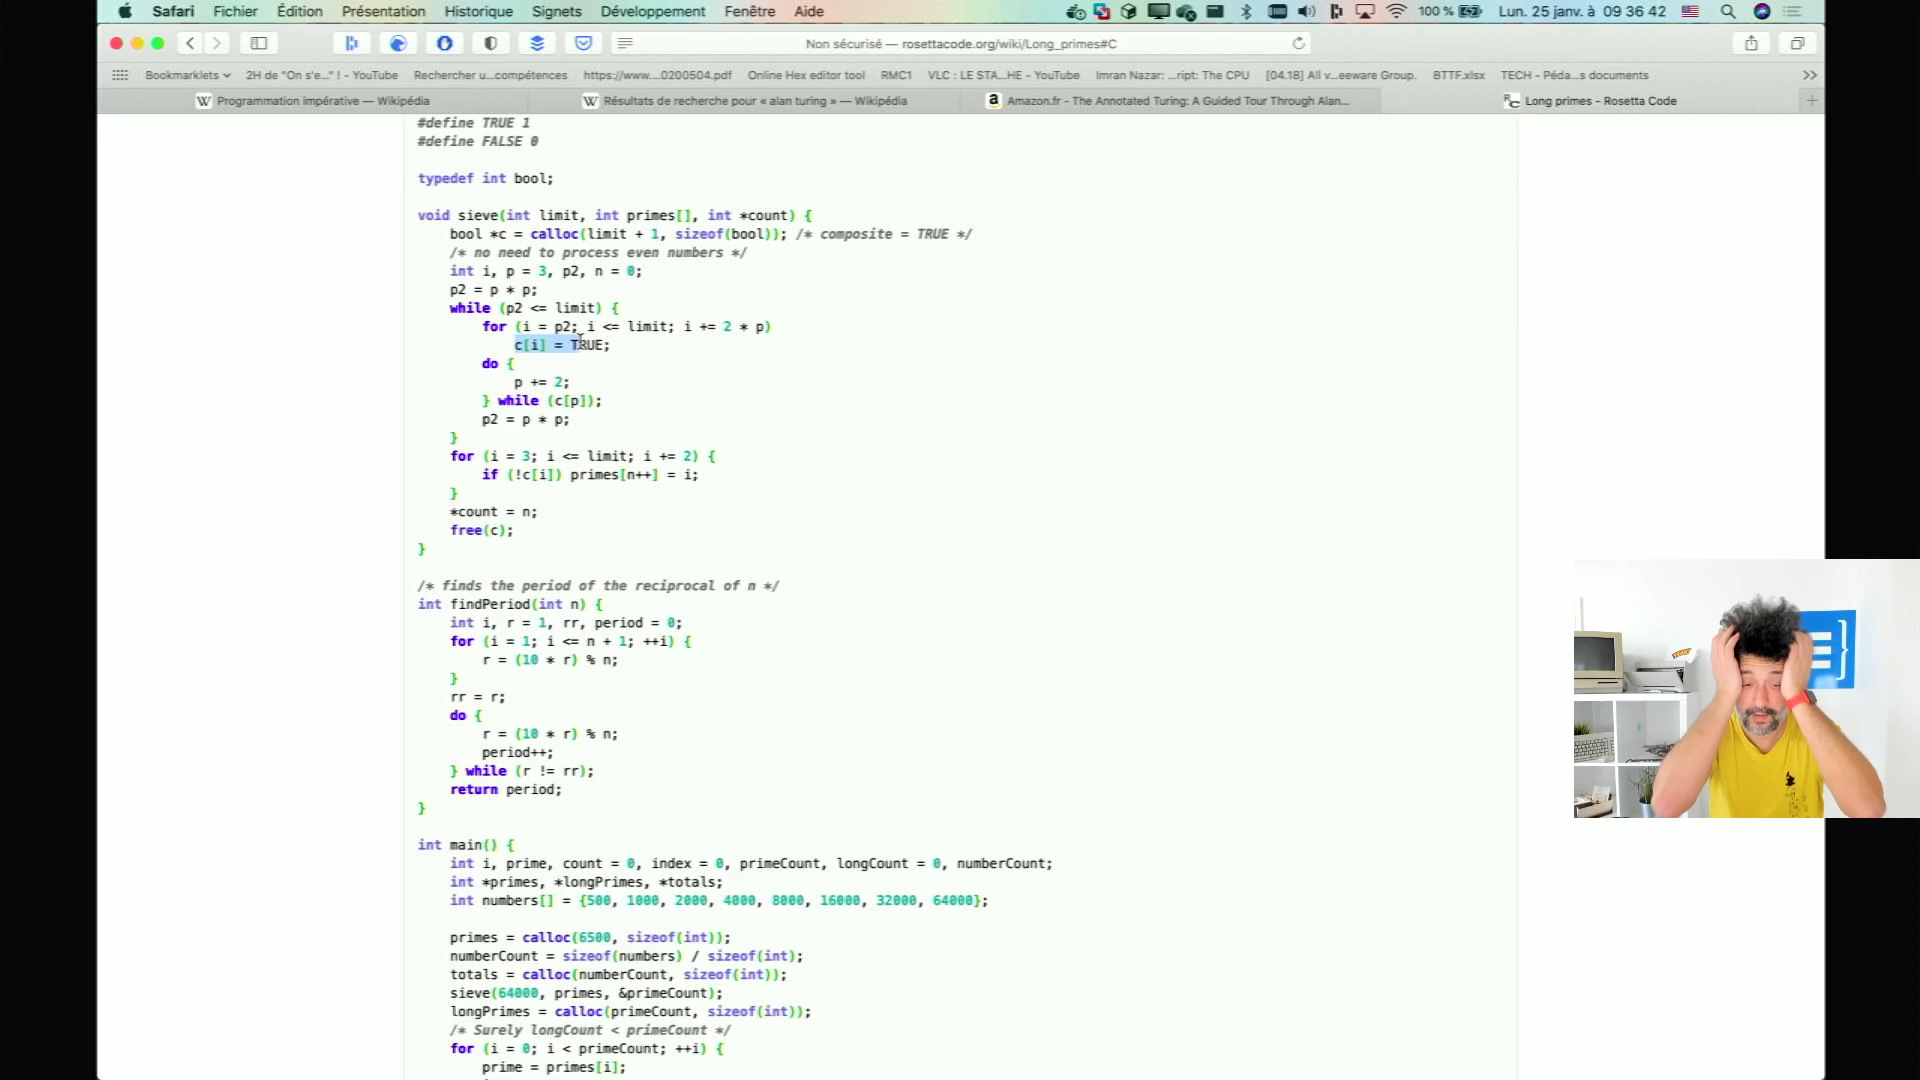 Safari Fichier Édition Présentation Historique Signets Développement Fenêtre Aide 100 % Lun. 25 janv. à 09 36 42
Non sécurisé — rosettacode.org/wiki/Long_primes#C
Bookmarklets 2H de "On s'e..." ! - YouTube Rechercher u...compétences https://www....0200504.pdf Online Hex editor tool RMC1 VLC : LE STA...HE - YouTube Imran Nazar: ...ript: The CPU [04.18] All v...eeware Group. BTTF.xlsx TECH - Péda...s documents
Programmation impérative — Wikipédia Résultats de recherche pour « alan turing » — Wikipédia Amazon.fr - The Annotated Turing: A Guided Tour Through Alan... Long primes - Rosetta Code
#define TRUE 1
#define FALSE 0
typedef int bool;
void sieve(int limit, int primes[], int *count) {
bool *c = calloc(limit + 1, sizeof(bool)); /* composite = TRUE */
/* no need to process even numbers */
int i, p = 3, p2, n = 0;
p2 = p * p;
while (p2 <= limit) {
for (i = p2; i <= limit; i += 2 * p)
c[i] = TRUE;
do {
p += 2;
} while (c[p]);
p2 = p * p;
}
for (i = 3; i <= limit; i += 2) {
if (!c[i]) primes[n++] = i;
}
*count = n;
free(c);
}
/* finds the period of the reciprocal of n */
int findPeriod(int n) {
int i, r = 1, rr, period = 0;
for (i = 1; i <= n + 1; ++i) {
r = (10 * r) % n;
}
rr = r;
do {
r = (10 * r) % n;
period++;
} while (r != rr);
return period;
}
int main() {
int i, prime, count = 0, index = 0, primeCount, longCount = 0, numberCount;
int *primes, *longPrimes, *totals;
int numbers[] = {500, 1000, 2000, 4000, 8000, 16000, 32000, 64000};
primes = calloc(6500, sizeof(int));
numberCount = sizeof(numbers) / sizeof(int);
totals = calloc(numberCount, sizeof(int));
sieve(64000, primes, &primeCount);
longPrimes = calloc(primeCount, sizeof(int));
/* Surely longCount < primeCount */
for (i = 0; i < primeCount; ++i) {
prime = primes[i];